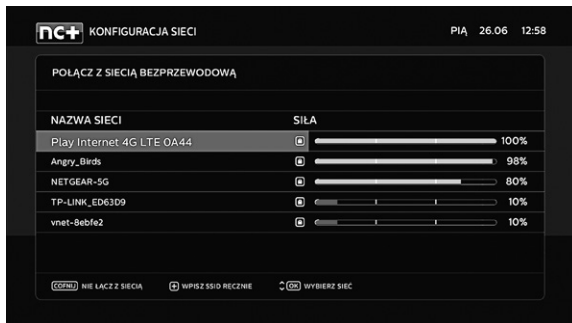 nc+ KONFIGURACJA SIECI PIĄ 26.06 12:58
POŁĄCZ Z SIECIĄ BEZPRZEWODOWĄ
NAZWA SIECI SIŁA
Play Internet 4G LTE 0A44 100%
Angry_Birds 98%
NETGEAR-5G 80%
TP-LINK_ED63D9 10%
vnet-8ebfe2 10%
COFNIJ NIE ŁĄCZ Z SIECIĄ + WPISZ SSID RĘCZNIE OK WYBIERZ SIEĆ